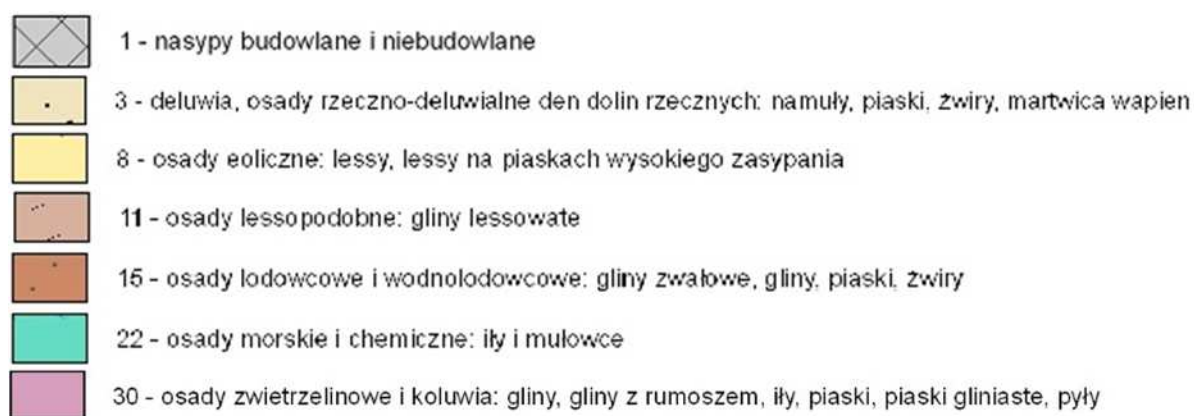 1 - nasypy budowlane i niebudowlane
3 - deluwia, osady rzeczno-deluwialne den dolin rzecznych: namuły, piaski, żwiry, martwica wapien
8 - osady eoliczne: lessy, lessy na piaskach wysokiego zasypania
11 - osady lessopodobne: gliny lessowate
15 - osady lodowcowe i wodnolodowcowe: gliny zwałowe, gliny, piaski, żwiry
22 - osady morskie i chemiczne: iły i mułowce
30 - osady zwietrzelinowe i koluwia: gliny, gliny z rumoszem, iły, piaski, piaski gliniaste, pyły